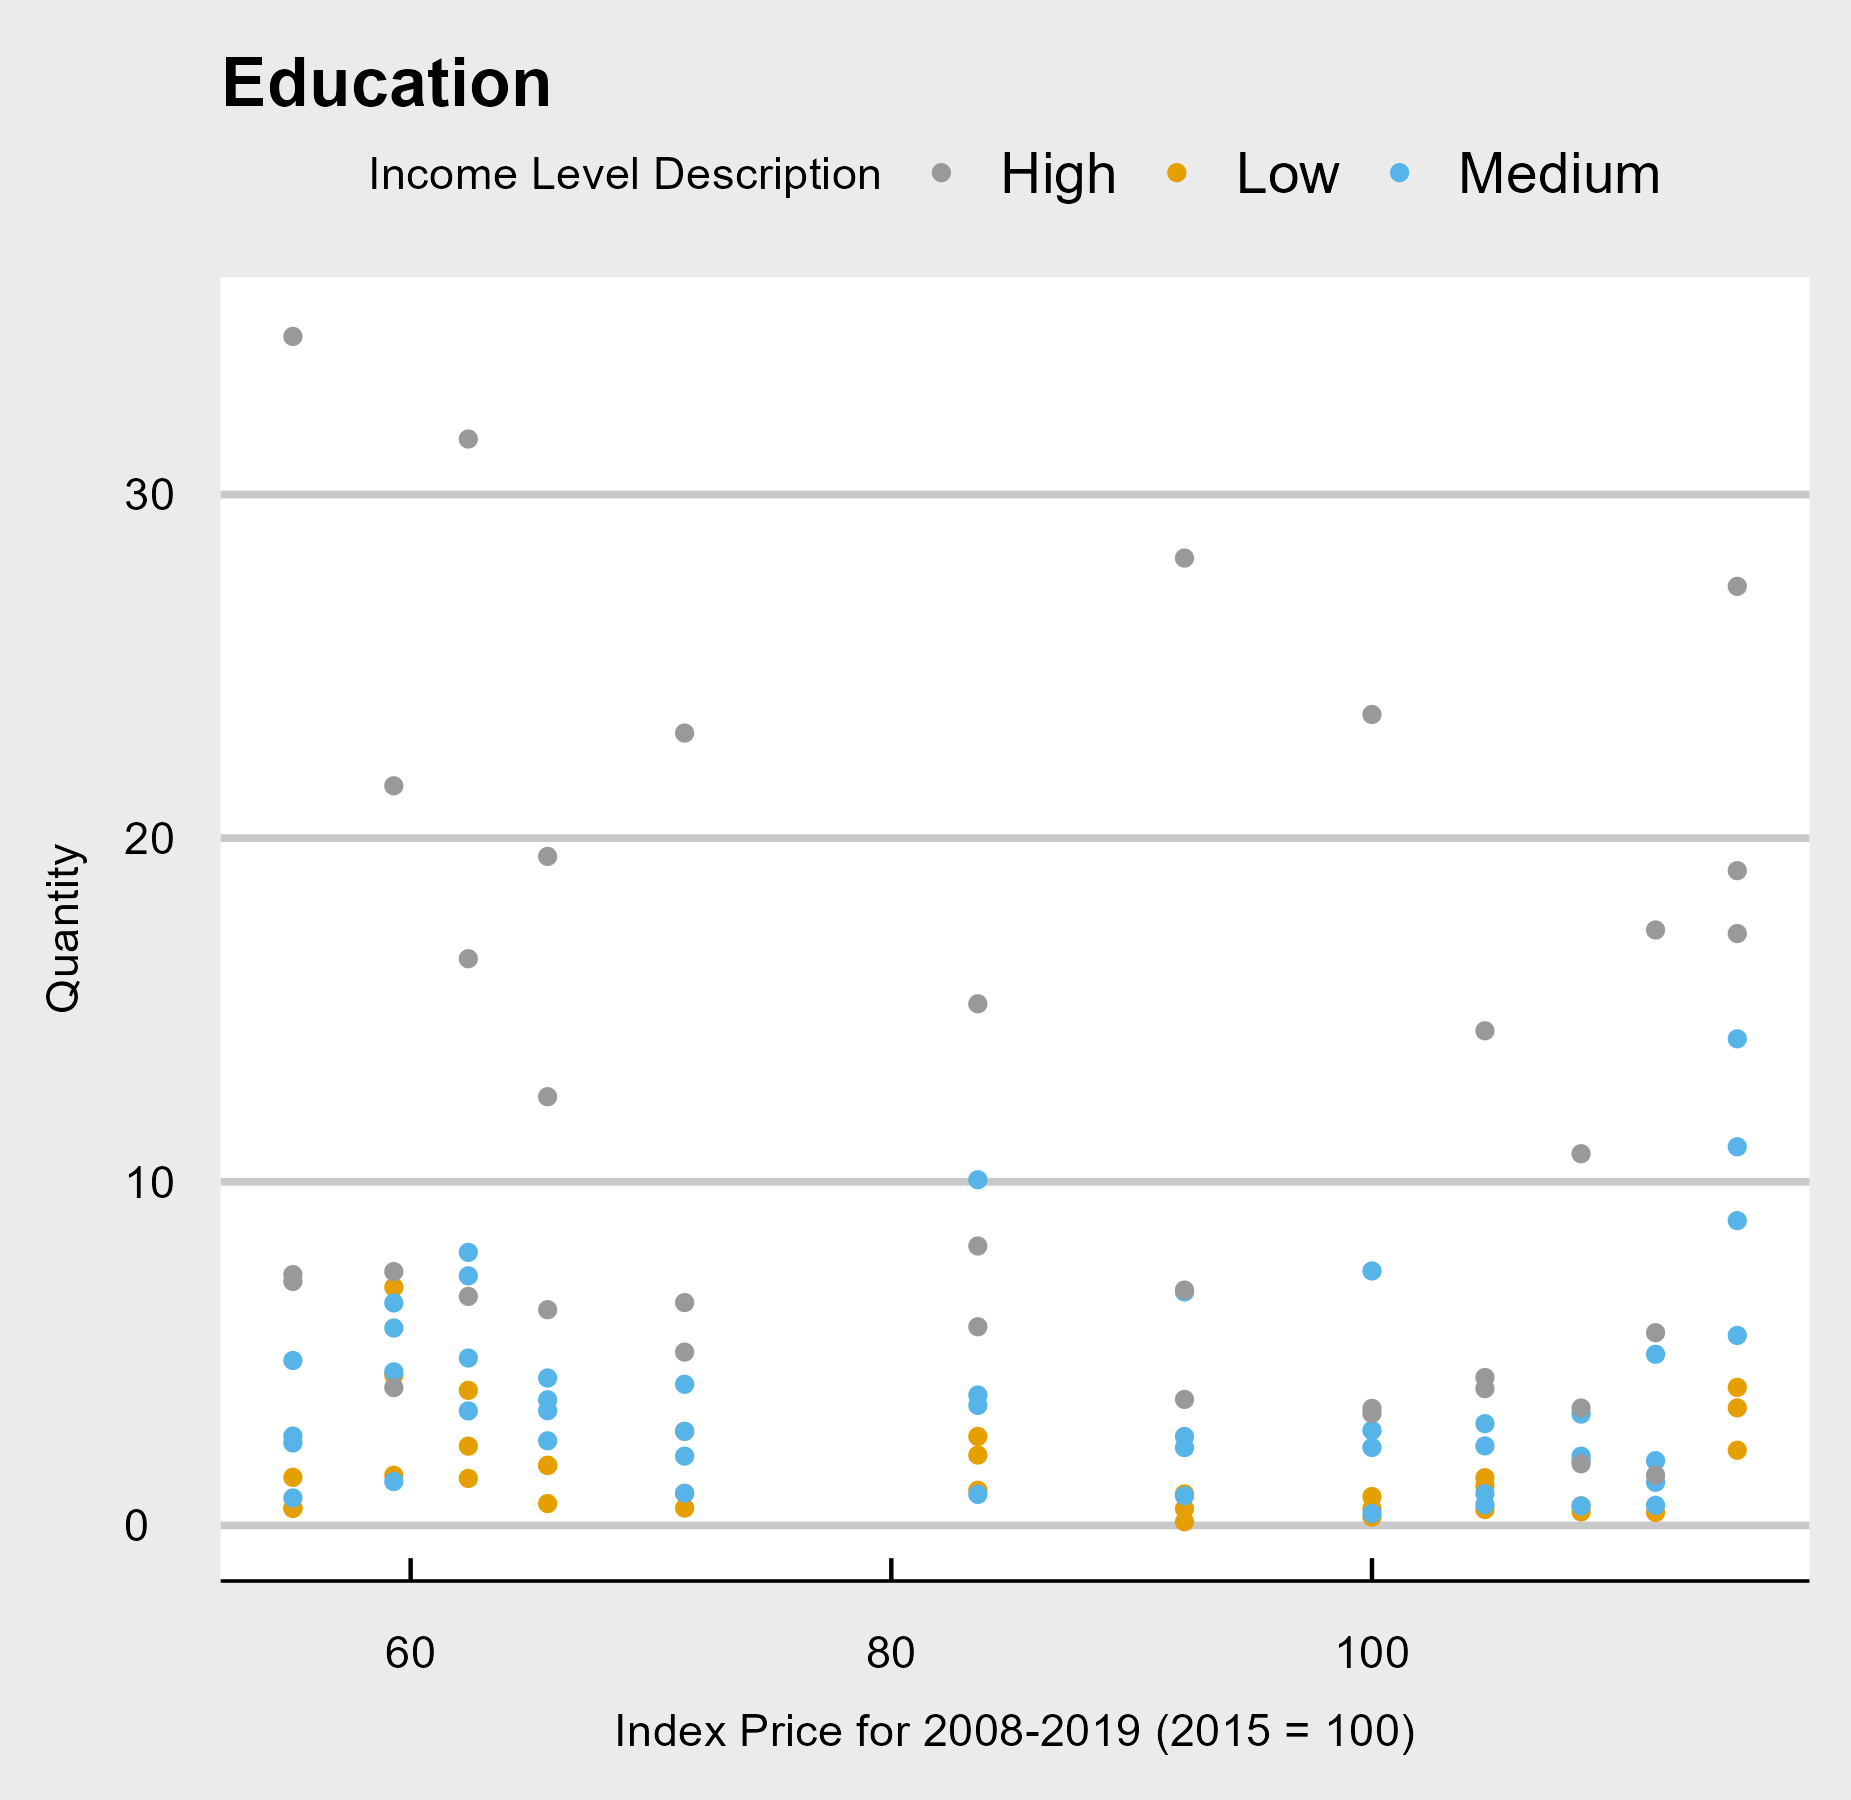 Education
Income Level Description High Low Medium
30
20
10
0
Quantity
60 80 100
Index Price for 2008-2019 (2015 = 100)